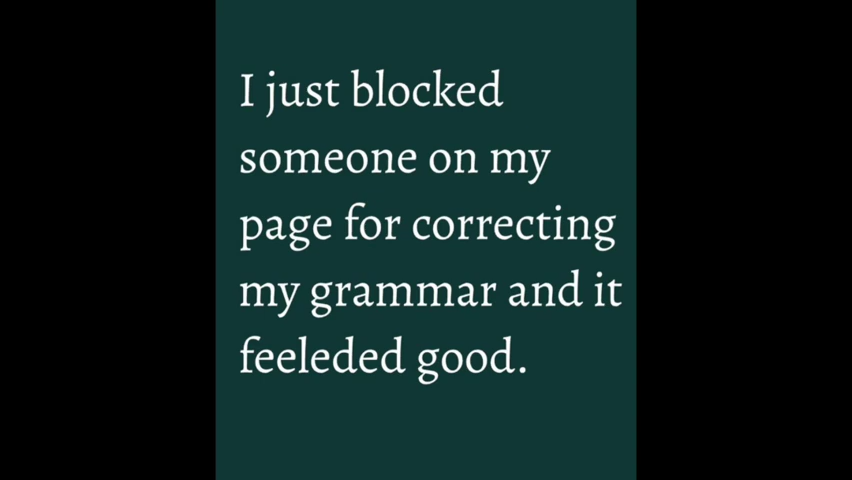 I just blocked
someone on my
page for correcting
my grammar and it
feeleded good.